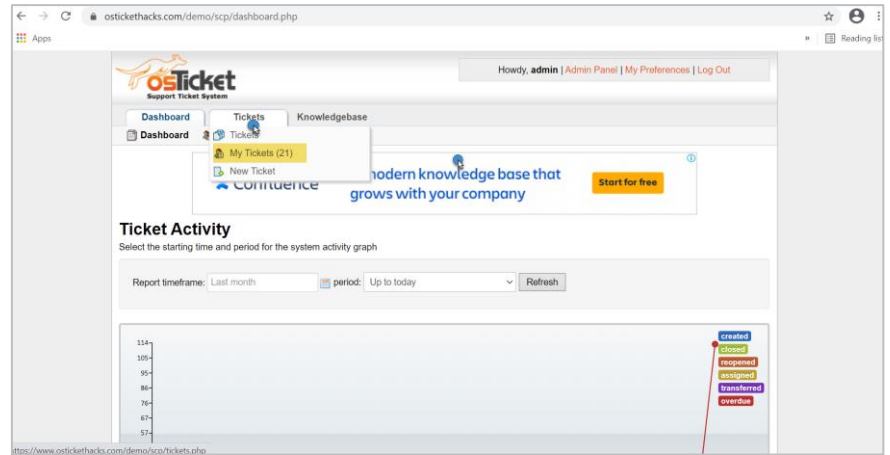 ostickethacks.com/demo/scp/dashboard.php
Apps
» Reading list
osTicket
Support Ticket System
Howdy, admin | Admin Panel | My Preferences | Log Out
Dashboard Tickets Knowledgebase
Dashboard Tickets
My Tickets (21)
New Ticket
Confluence
modern knowledge base that
grows with your company
Start for free
Ticket Activity
Select the starting time and period for the system activity graph
Report timeframe: Last month period: Up to today Refresh
created
closed
reopened
assigned
transferred
overdue
114
105
95
86
76
67
57
ttps://www.ostickethacks.com/demo/scp/tickets.php